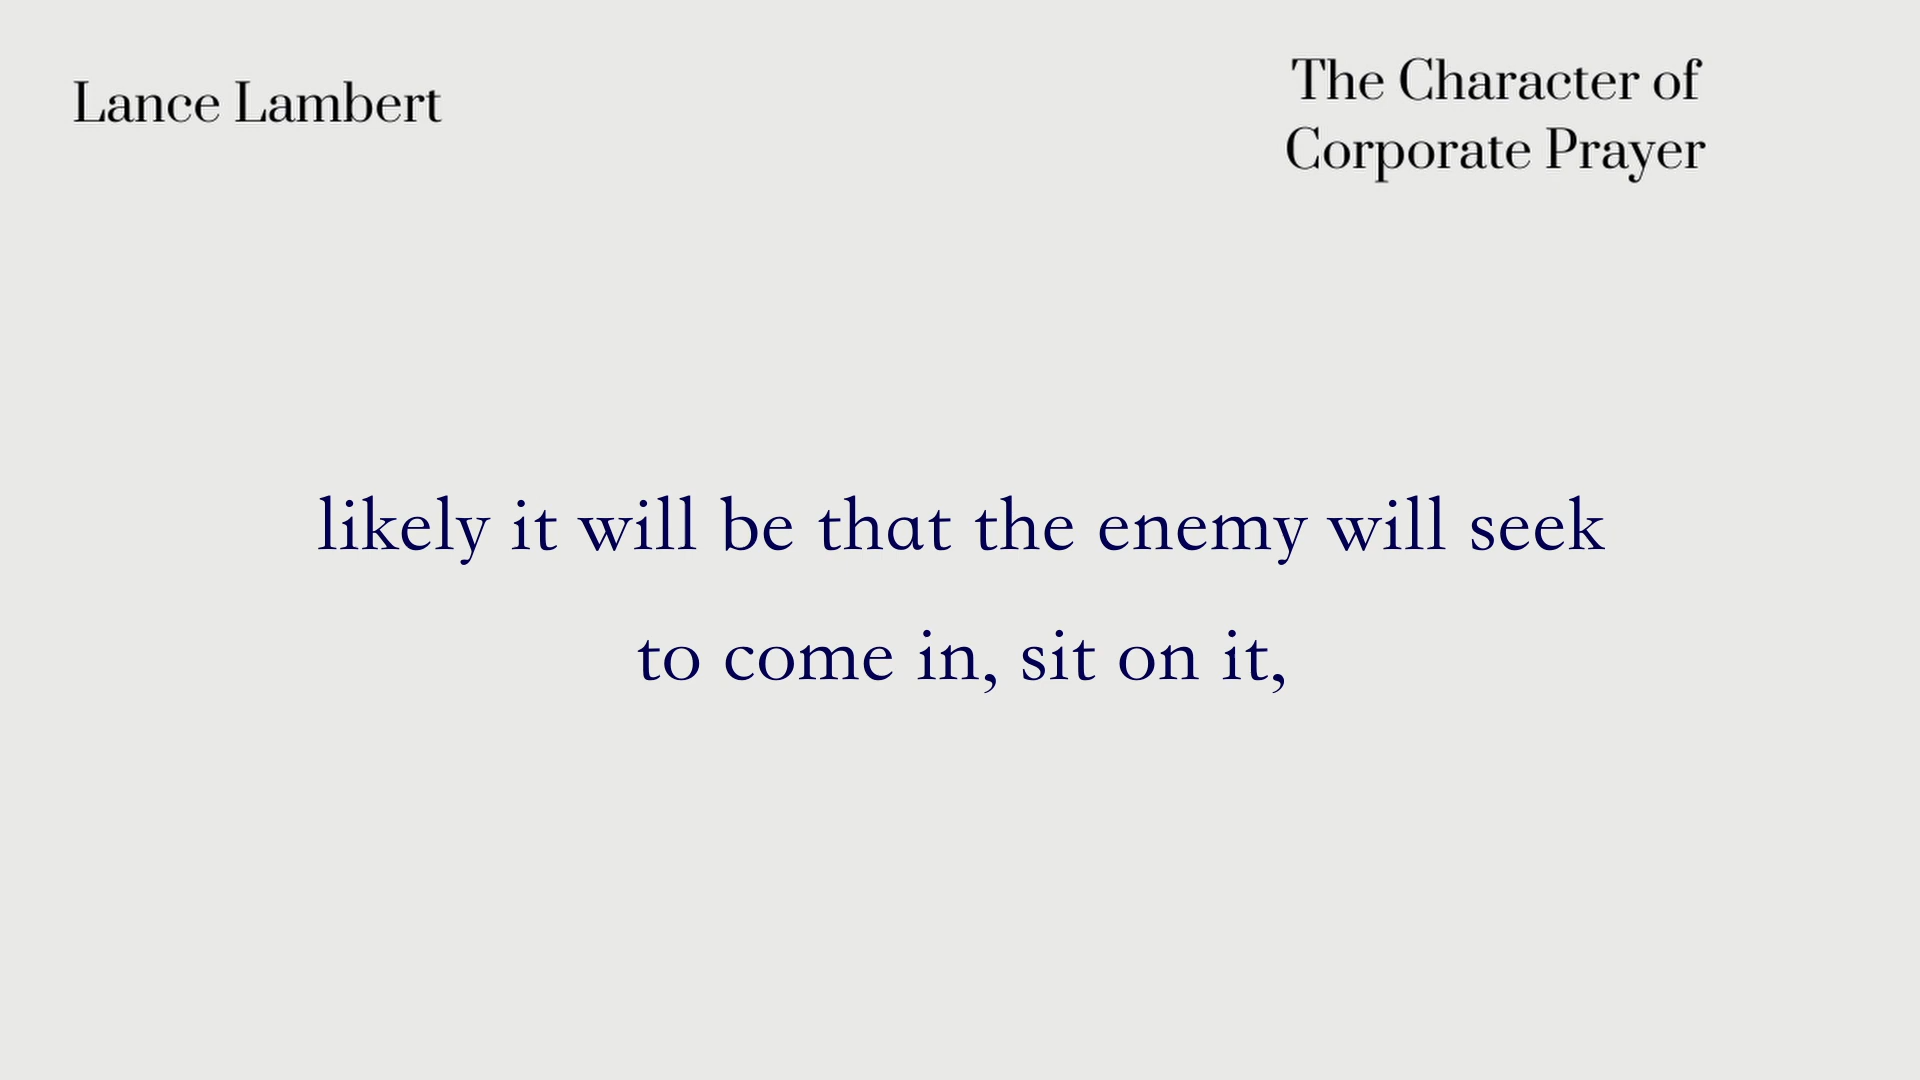 Lance Lambert
The Character of
Corporate Prayer
likely it will be that the enemy will seek
to come in, sit on it,